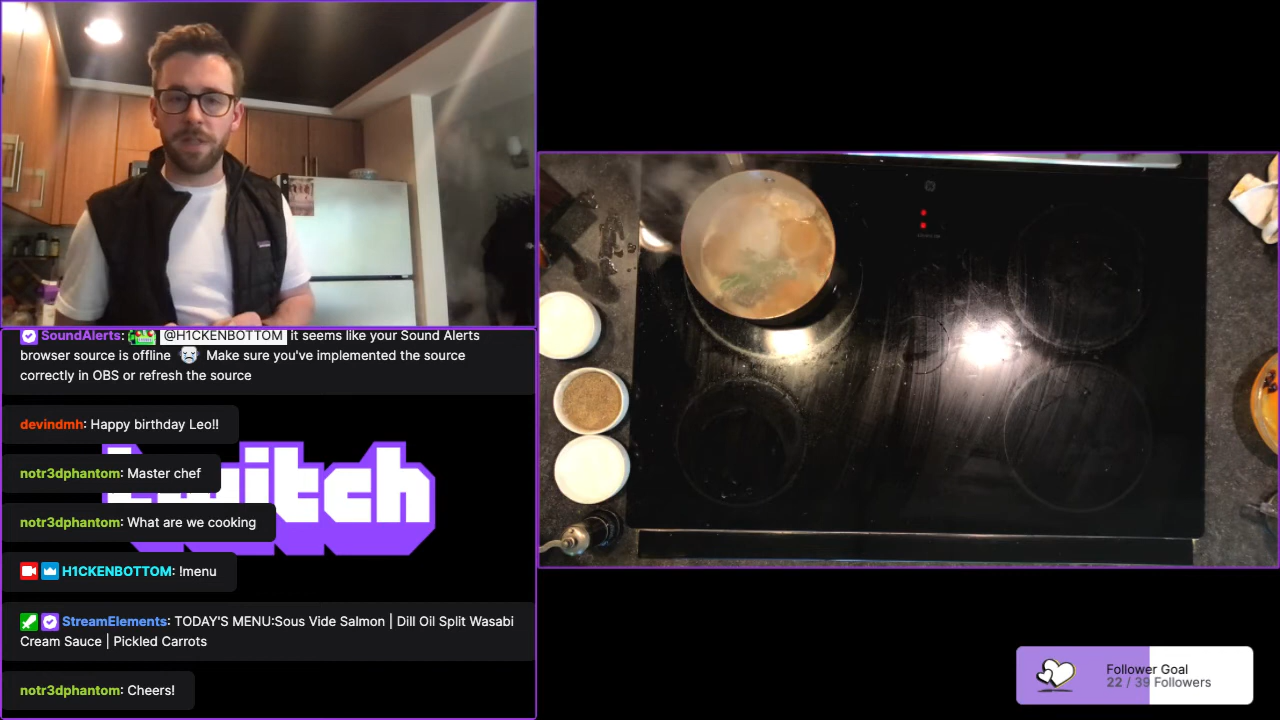 SoundAlerts: @H1CKENBOTTOM it seems like your Sound Alerts
browser source is offline Make sure you've implemented the source
correctly in OBS or refresh the source
devindmh: Happy birthday Leo!!
notr3dphantom: Master chef
twitch
notr3dphantom: What are we cooking
H1CKENBOTTOM: !menu
StreamElements: TODAY'S MENU:Sous Vide Salmon | Dill Oil Split Wasabi
Cream Sauce | Pickled Carrots
notr3dphantom: Cheers!
Follower Goal
22 / 39 Followers